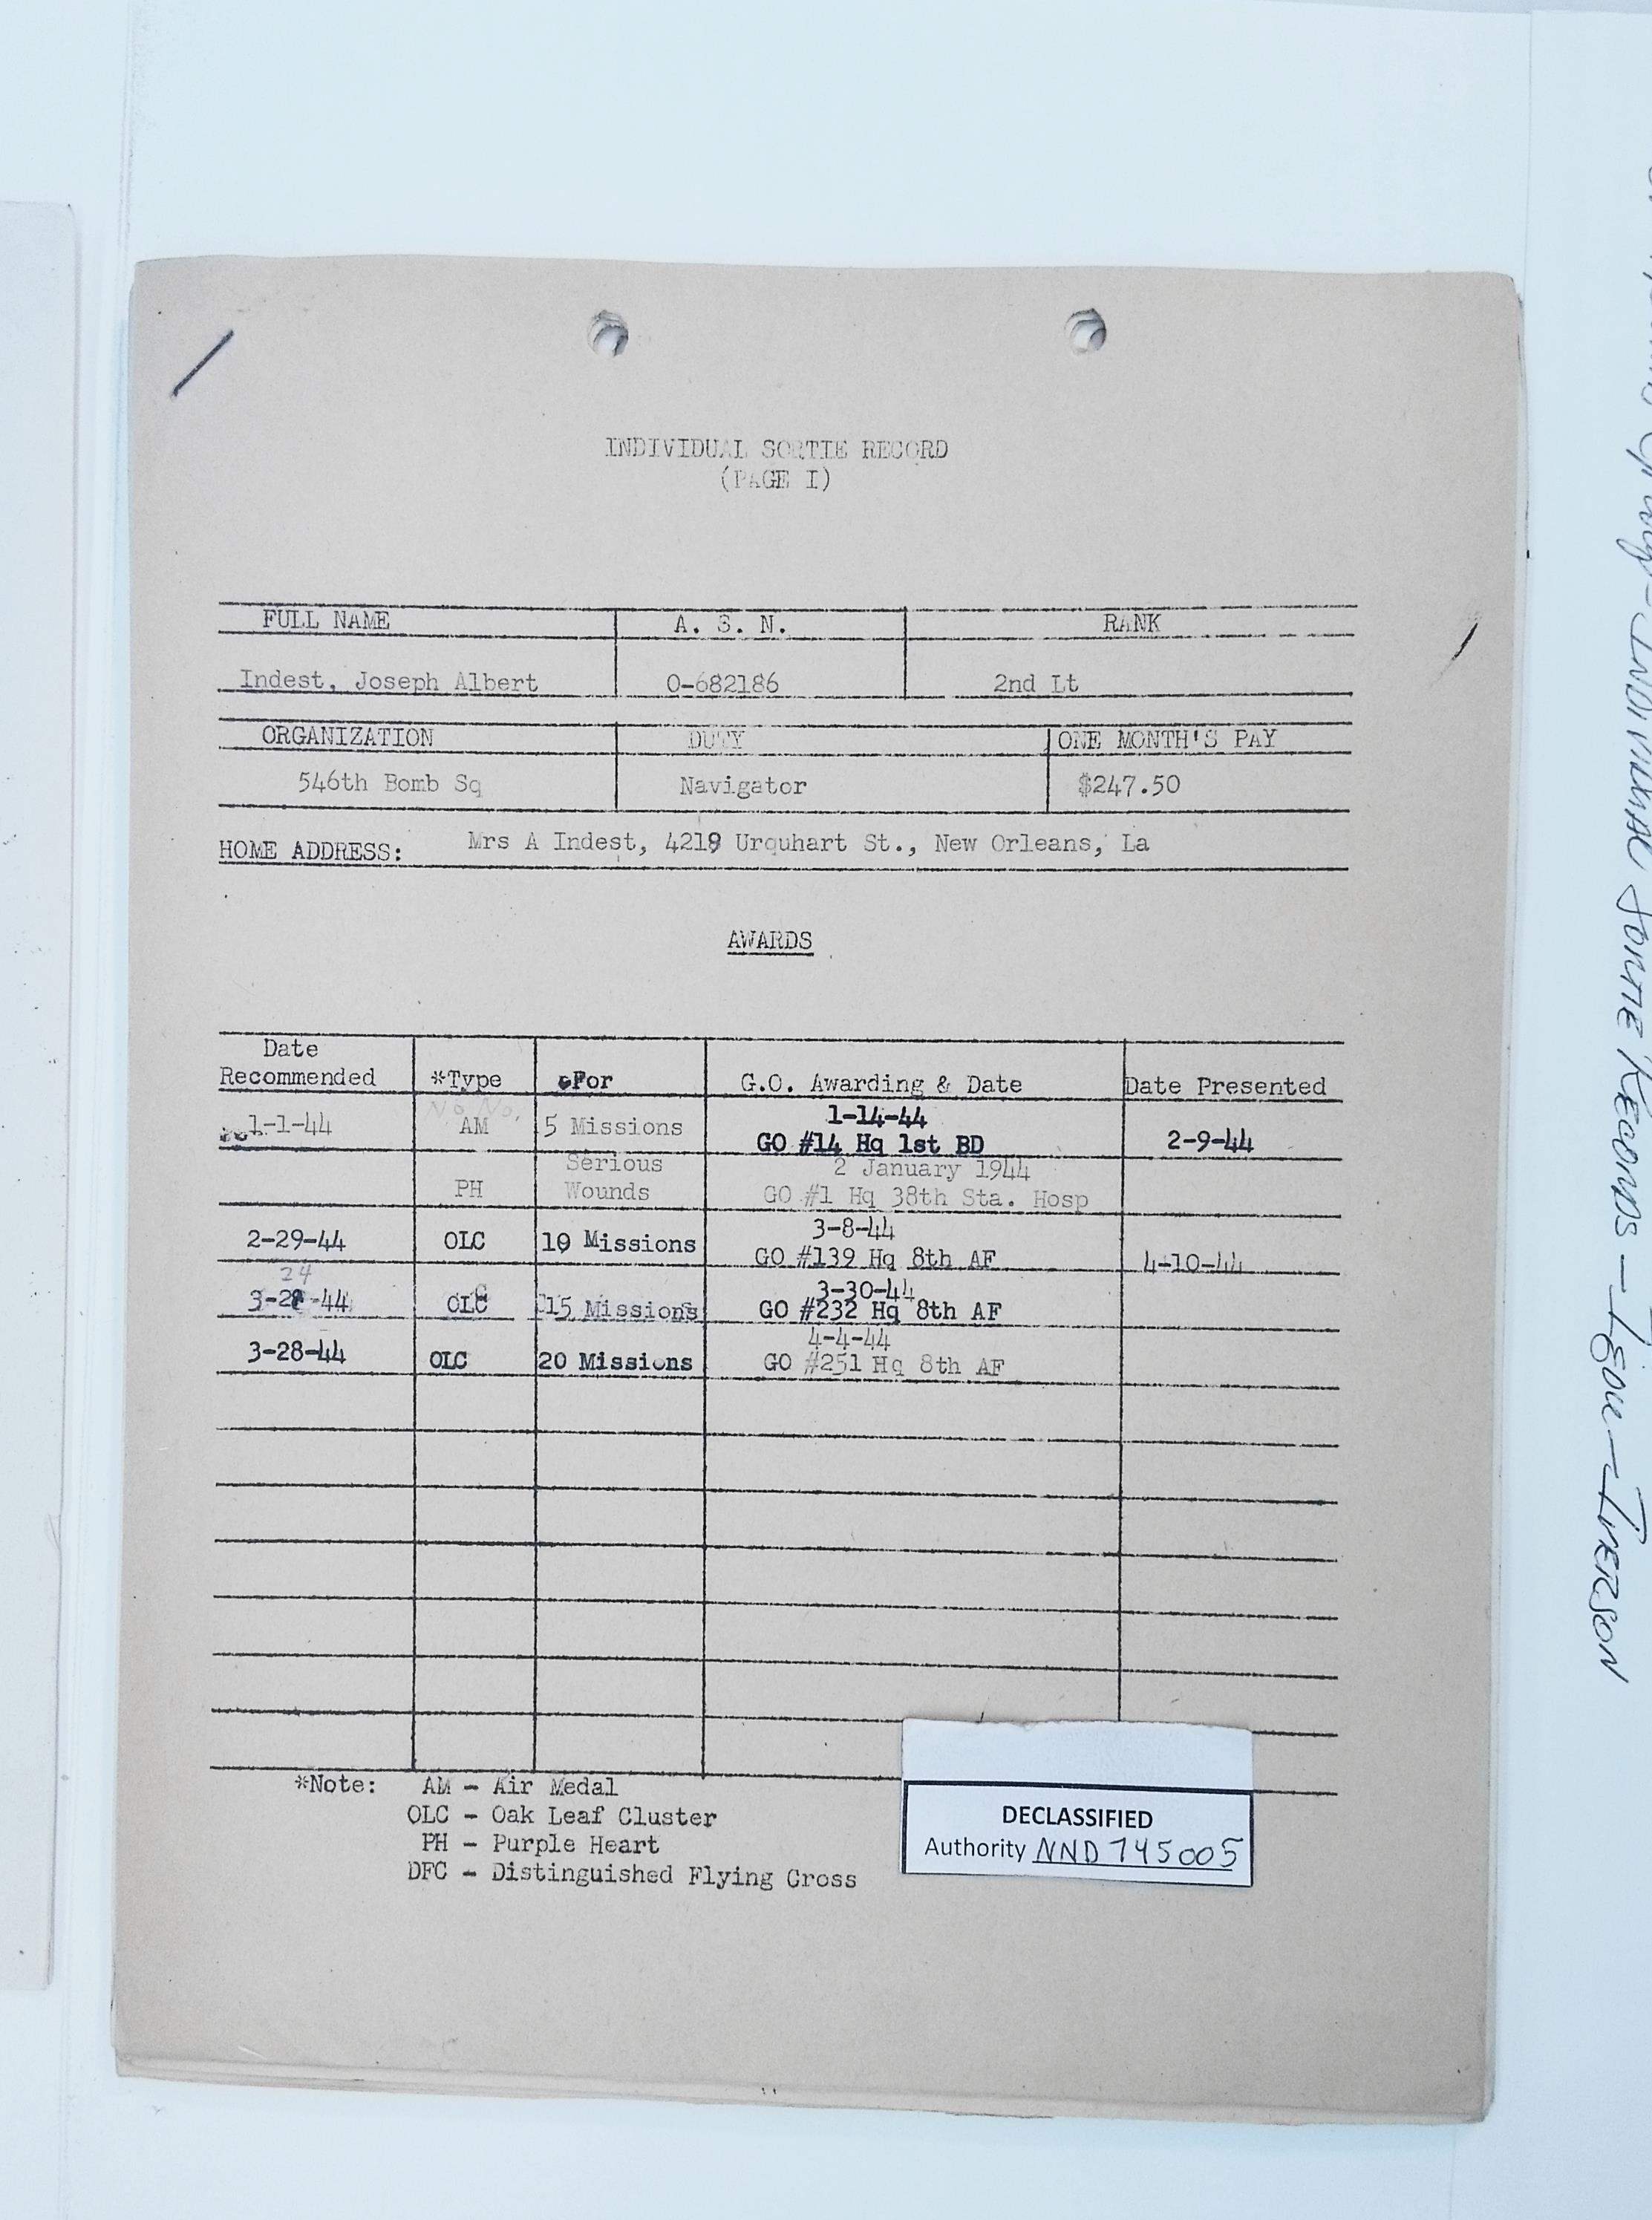 INDIVIDUAL SORTIE RECORD
(PAGE I)
FULL NAME A. S. N. RANK
Indest, Joseph Albert O-682186 2nd Lt
ORGANIZATION DUTY ONE MONTH'S PAY
546th Bomb Sq Navigator $247.50
HOME ADDRESS: Mrs A Indest, 4219 Urquhart St., New Orleans, La
AWARDS
Date
Recommended *Type For G.O. Awarding & Date Date Presented
1-14-44
1-1-44 AM 5 Missions GO #14 Hq 1st BD 2-9-44
Serious 2 January 1944
PH Wounds GO #1 Hq 38th Sta. Hosp
3-8-44
2-29-44 OLC 10 Missions GO #139 Hq 8th AF 4-10-44
24 3-30-44
3-28-44 OLC 15 Missions GO #232 Hq 8th AF
4-4-44
3-28-44 OLC 20 Missions GO #251 Hq 8th AF
*Note: AM - Air Medal
OLC - Oak Leaf Cluster
PH - Purple Heart
DFC - Distinguished Flying Cross
DECLASSIFIED
Authority NND 745005
Individual Sortie Records